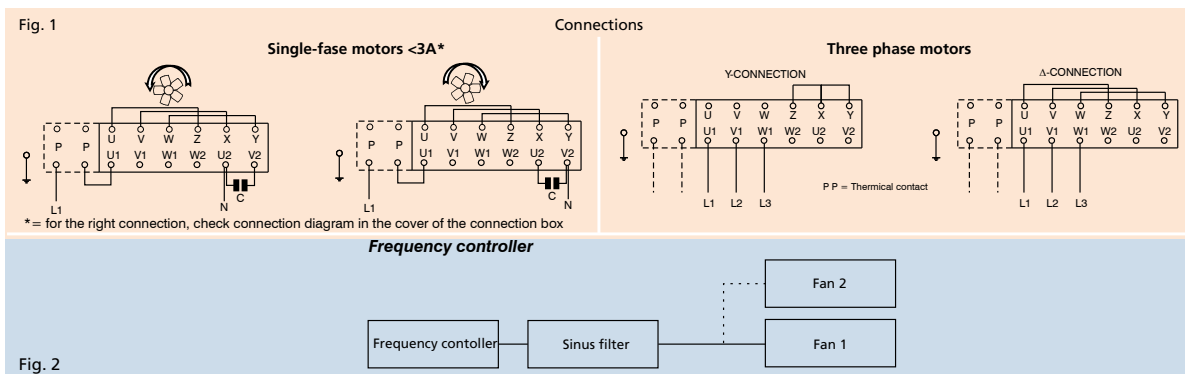 Fig. 1
Connections
Single-fase motors <3A*
Three phase motors
Y-CONNECTION
Δ-CONNECTION
U V W Z X Y
P P
U1 V1 W1 W2 U2 V2
C
L1
N
U V W Z X Y
P P
U1 V1 W1 W2 U2 V2
C
L1
N
U V W Z X Y
P P
U1 V1 W1 W2 U2 V2
L1 L2 L3
P P = Thermical contact
U V W Z X Y
P P
U1 V1 W1 W2 U2 V2
L1 L2 L3
*= for the right connection, check connection diagram in the cover of the connection box
Frequency controller
Fan 2
Frequency contoller
Sinus filter
Fan 1
Fig. 2